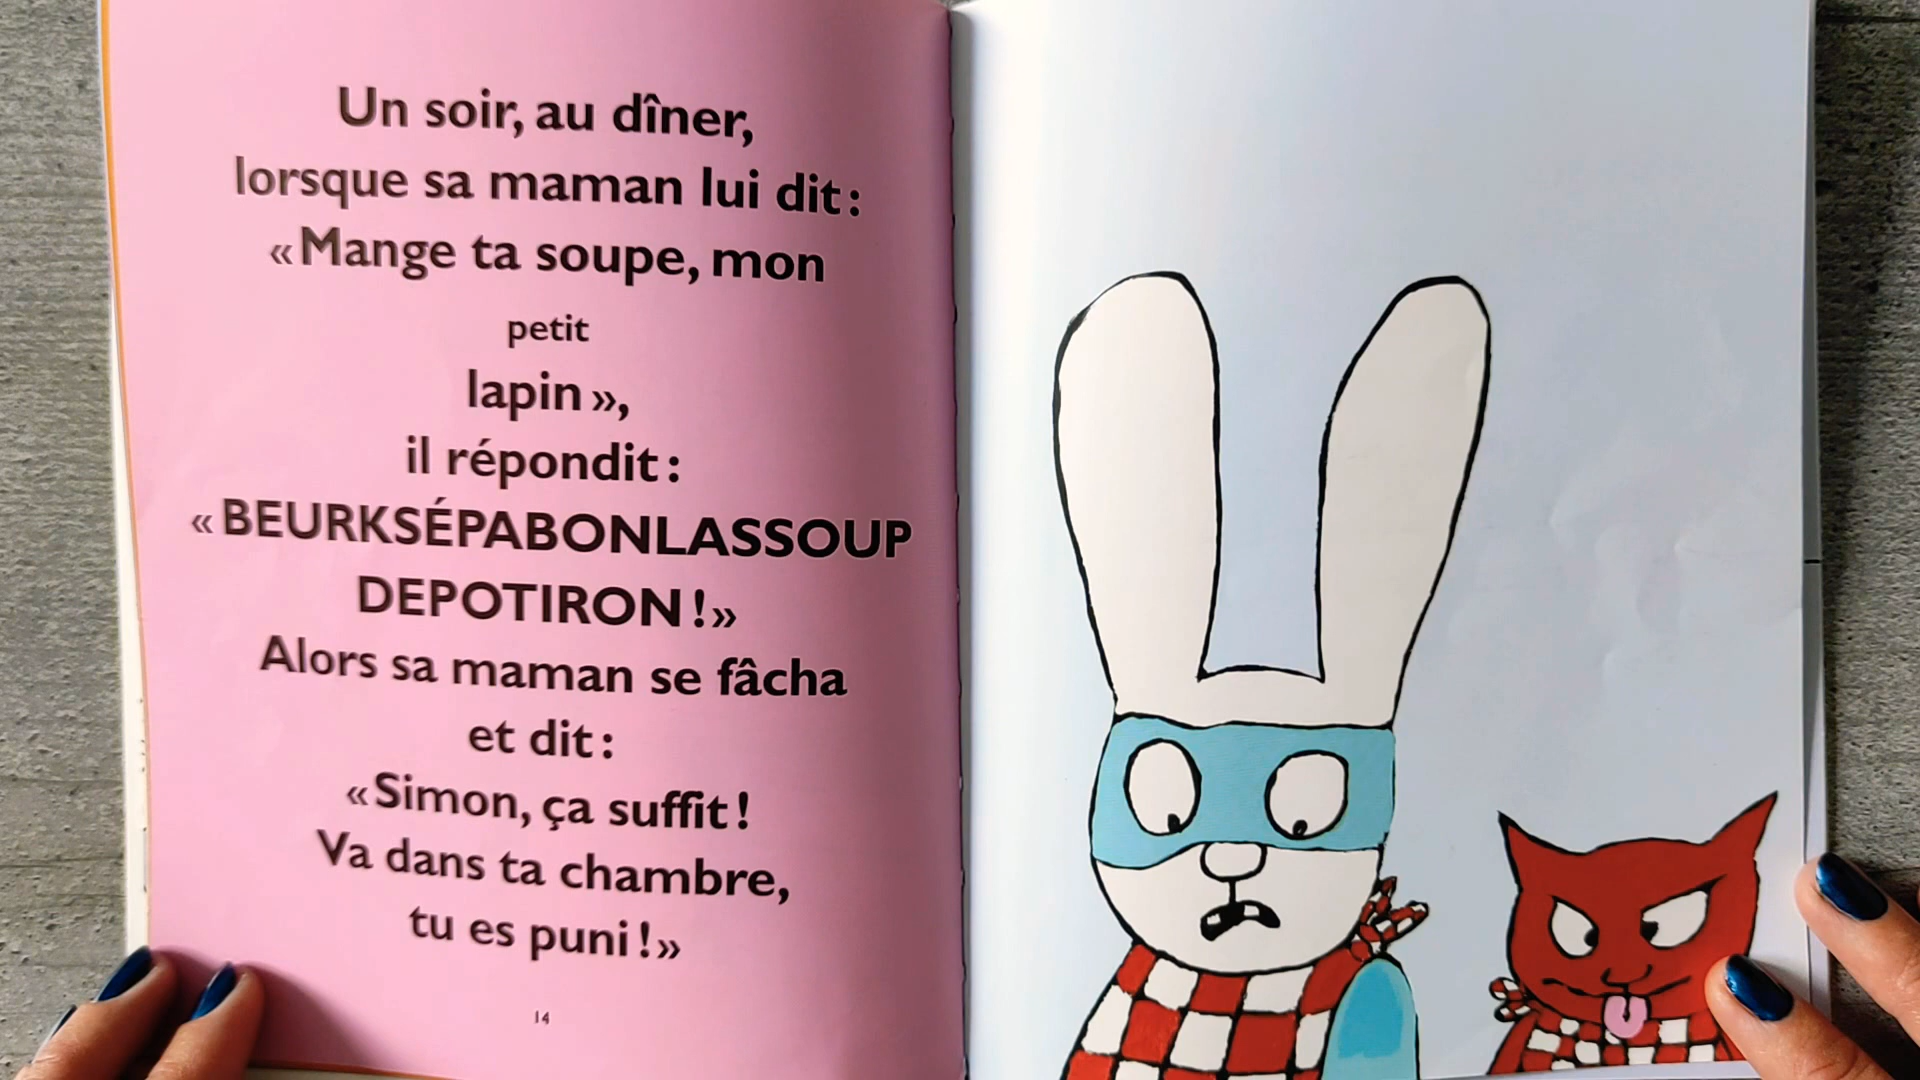 Un soir, au dîner,
lorsque sa maman lui dit :
« Mange ta soupe, mon
petit
lapin »,
il répondit :
« BEURKSÉPABONLASSOUP
DEPOTIRON ! »
Alors sa maman se fâcha
et dit :
« Simon, ça suffit !
Va dans ta chambre,
tu es puni ! »
14